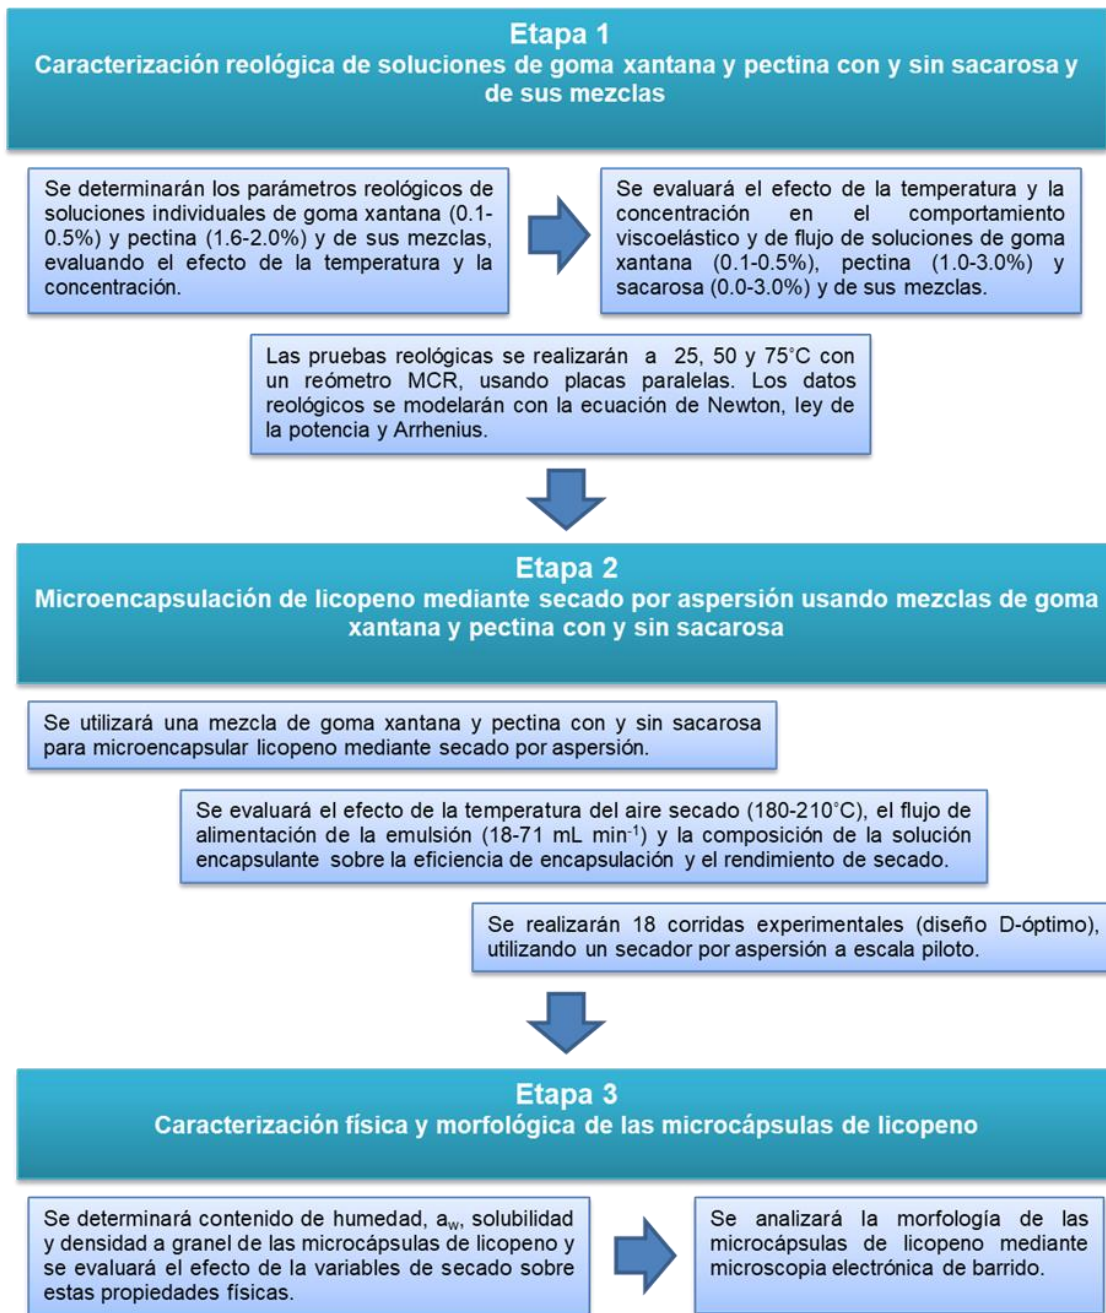 Etapa 1
Caracterización reológica de soluciones de goma xantana y pectina con y sin sacarosa y
de sus mezclas
Se determinarán los parámetros reológicos de
soluciones individuales de goma xantana (0.1-
0.5%) y pectina (1.6-2.0%) y de sus mezclas,
evaluando el efecto de la temperatura y la
concentración.
Se evaluará el efecto de la temperatura y la
concentración en el comportamiento
viscoelástico y de flujo de soluciones de goma
xantana (0.1-0.5%), pectina (1.0-3.0%) y
sacarosa (0.0-3.0%) y de sus mezclas.
Las pruebas reológicas se realizarán a 25, 50 y 75˚C con
un reómetro MCR, usando placas paralelas. Los datos
reológicos se modelarán con la ecuación de Newton, ley de
la potencia y Arrhenius.
Etapa 2
Microencapsulación de licopeno mediante secado por aspersión usando mezclas de goma
xantana y pectina con y sin sacarosa
Se utilizará una mezcla de goma xantana y pectina con y sin sacarosa
para microencapsular licopeno mediante secado por aspersión.
Se evaluará el efecto de la temperatura del aire secado (180-210˚C), el flujo de
alimentación de la emulsión (18-71 mL min⁻¹) y la composición de la solución
encapsulante sobre la eficiencia de encapsulación y el rendimiento de secado.
Se realizarán 18 corridas experimentales (diseño D-óptimo),
utilizando un secador por aspersión a escala piloto.
Etapa 3
Caracterización física y morfológica de las microcápsulas de licopeno
Se determinará contenido de humedad, a_w, solubilidad
y densidad a granel de las microcápsulas de licopeno y
se evaluará el efecto de la variables de secado sobre
estas propiedades físicas.
Se analizará la morfología de las
microcápsulas de licopeno mediante
microscopia electrónica de barrido.